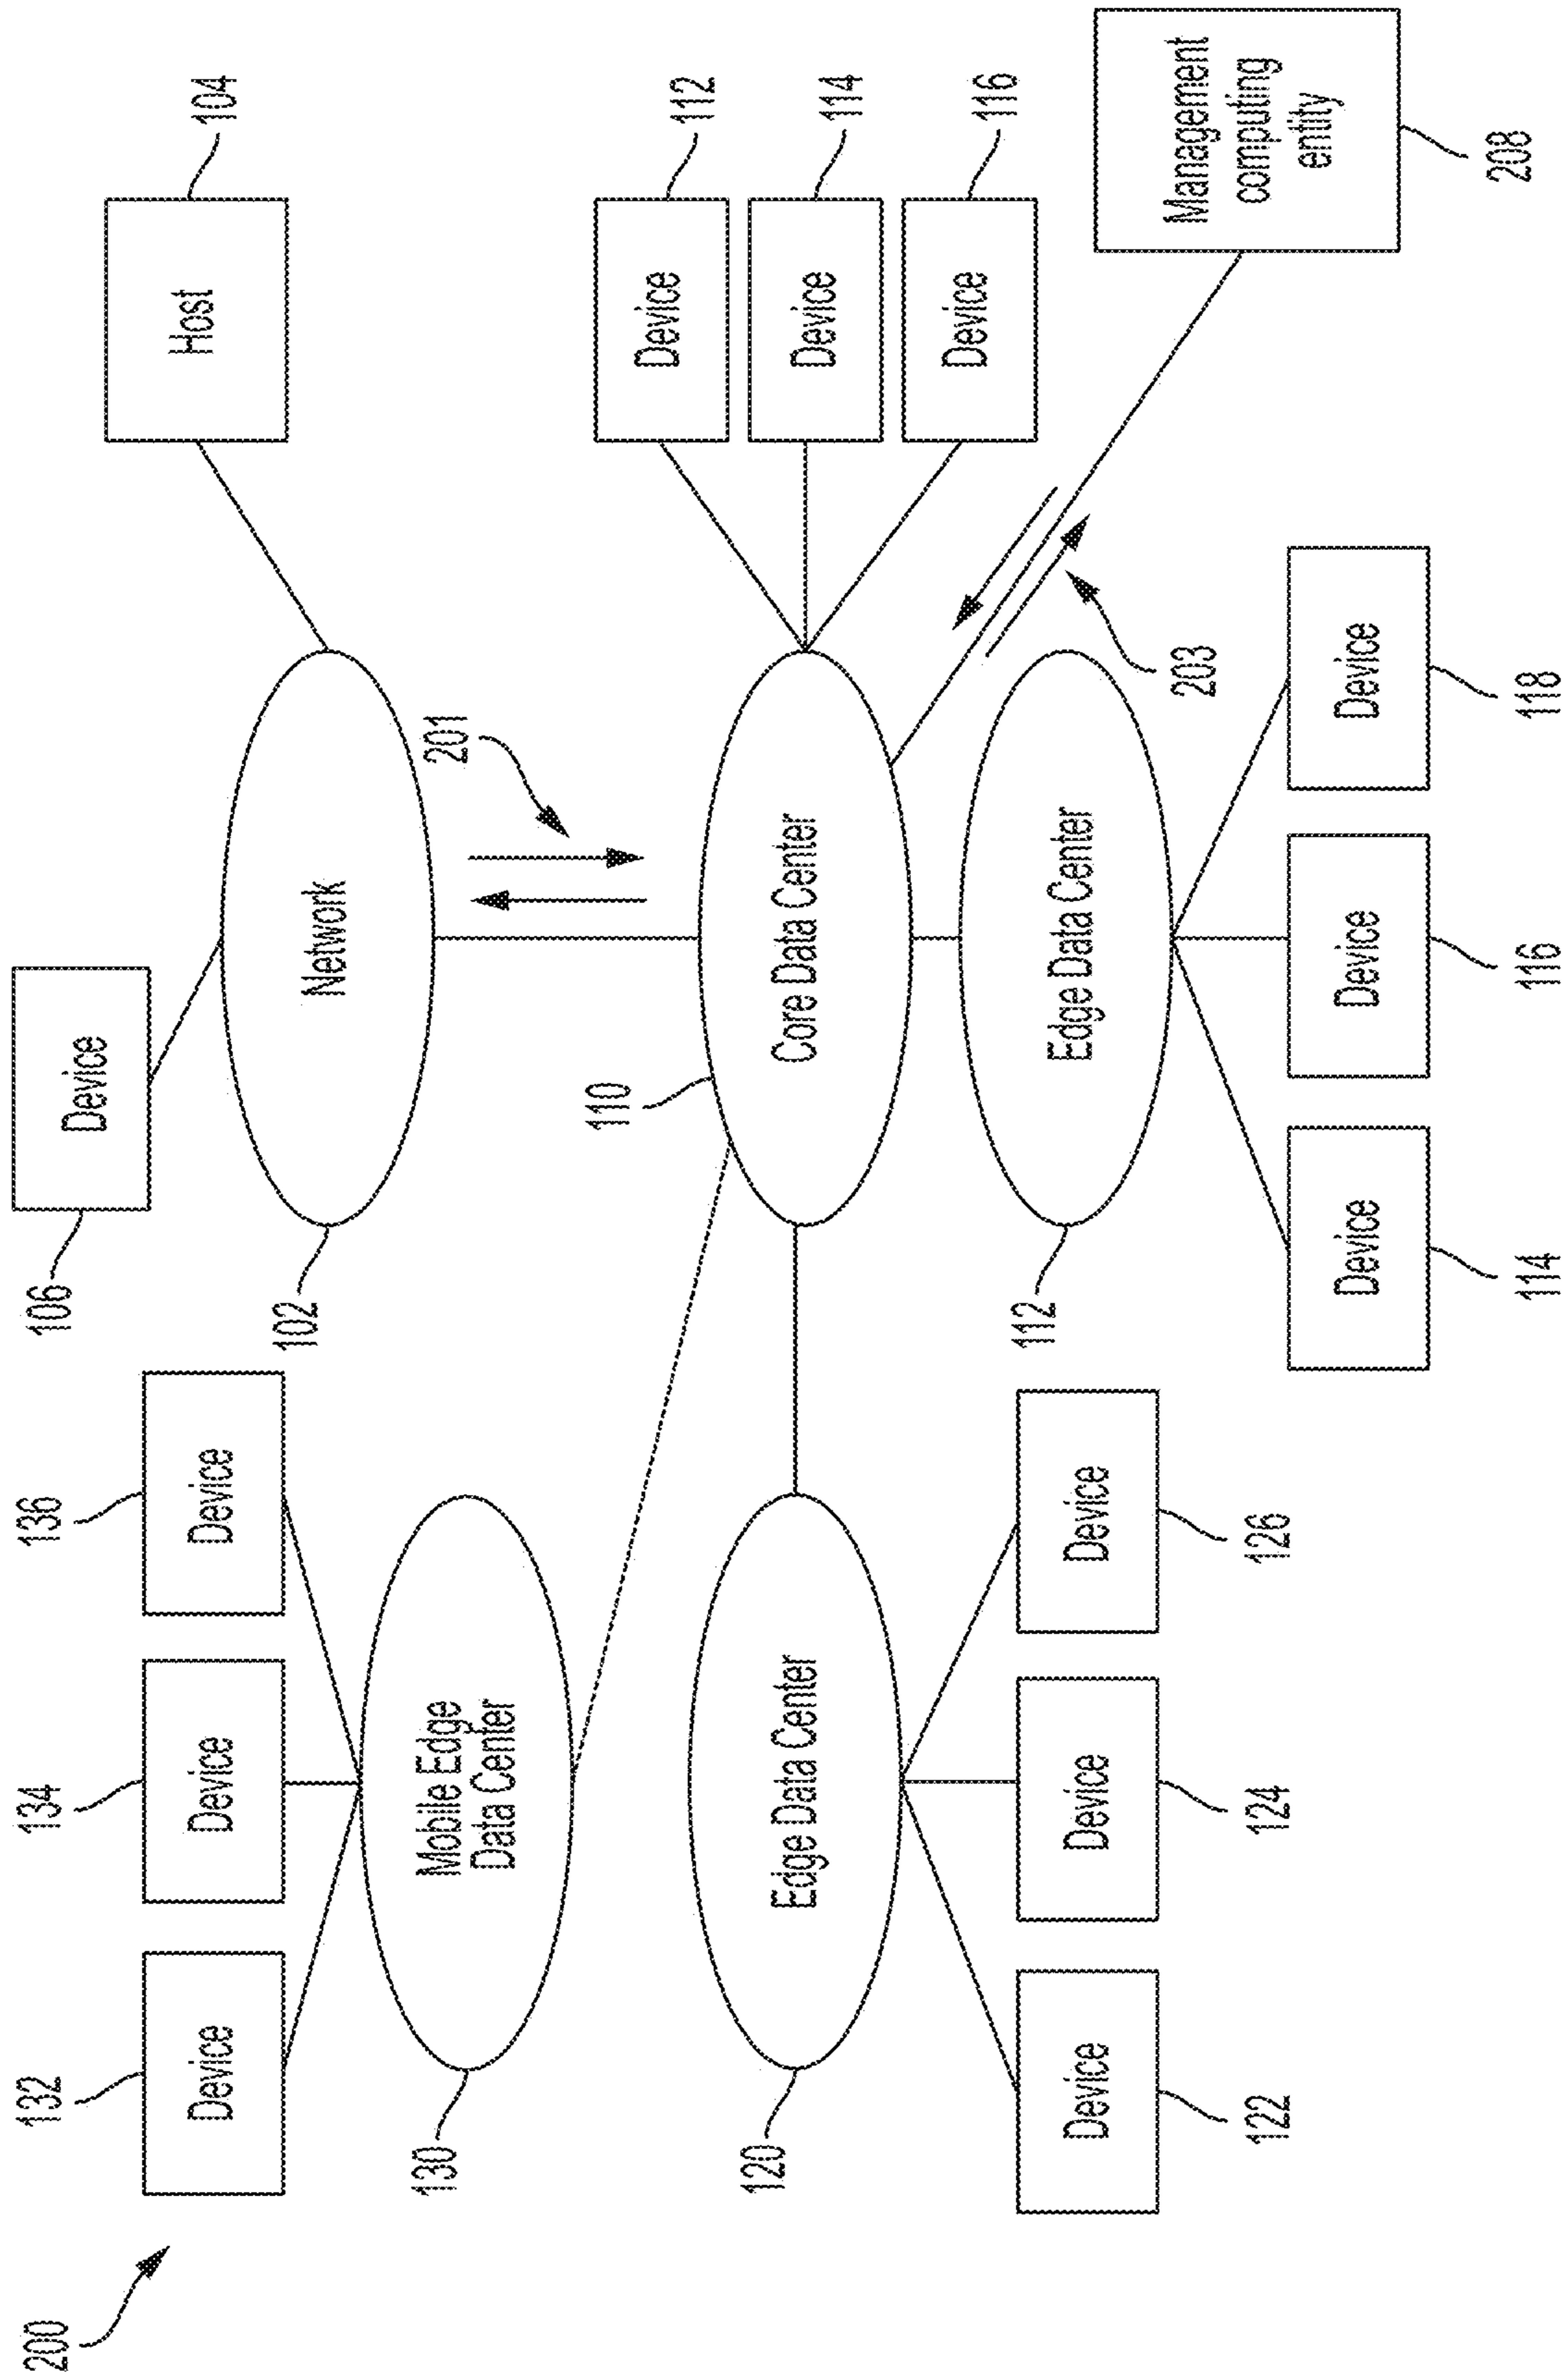 200
132
134
136
106
Device
Device
Device
Device
Host
104
102
Network
130
Mobile Edge
Data Center
201
110
Device
112
120
Edge Data Center
Core Data Center
Device
114
Device
116
112
Edge Data Center
Device
Device
Device
203
Management
computing
entity
122
124
126
Device
Device
Device
208
114
116
118